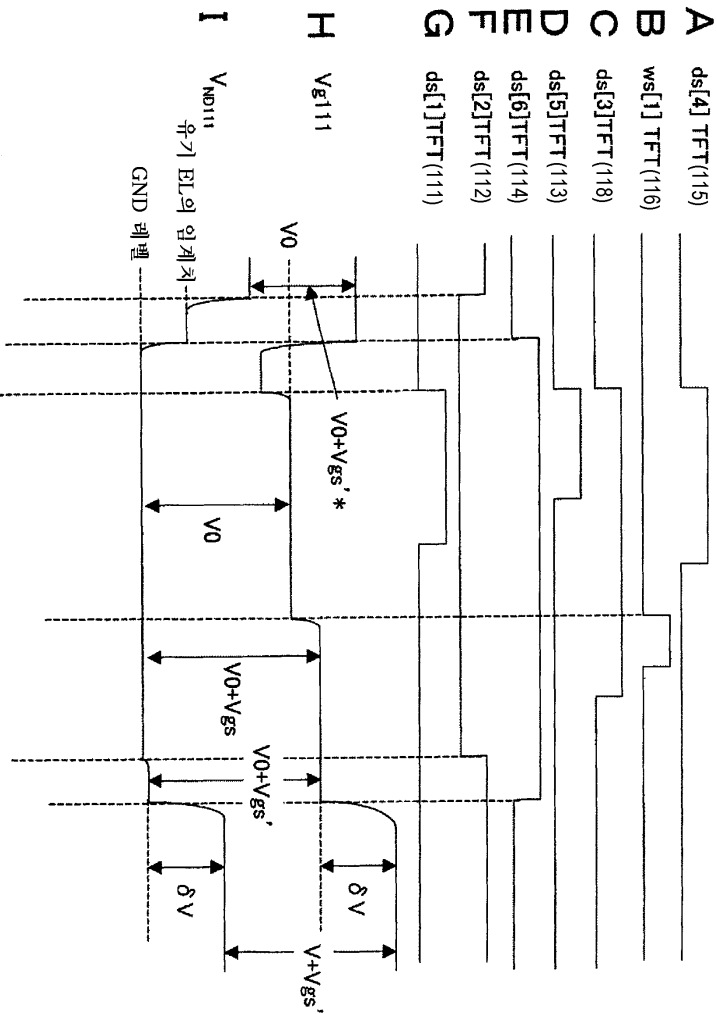 A ds[4] TFT(115)
B ws[1] TFT(116)
C ds[3]TFT(118)
D ds[5]TFT(113)
E ds[6]TFT(114)
F ds[2]TFT(112)
G ds[1]TFT(111)
H Vg111
V0
V0+Vgs' *
V0
V0+Vgs
V0+Vgs'
δV
δV
V+Vgs'
I VND111
유기 EL의 임계치
GND 레벨